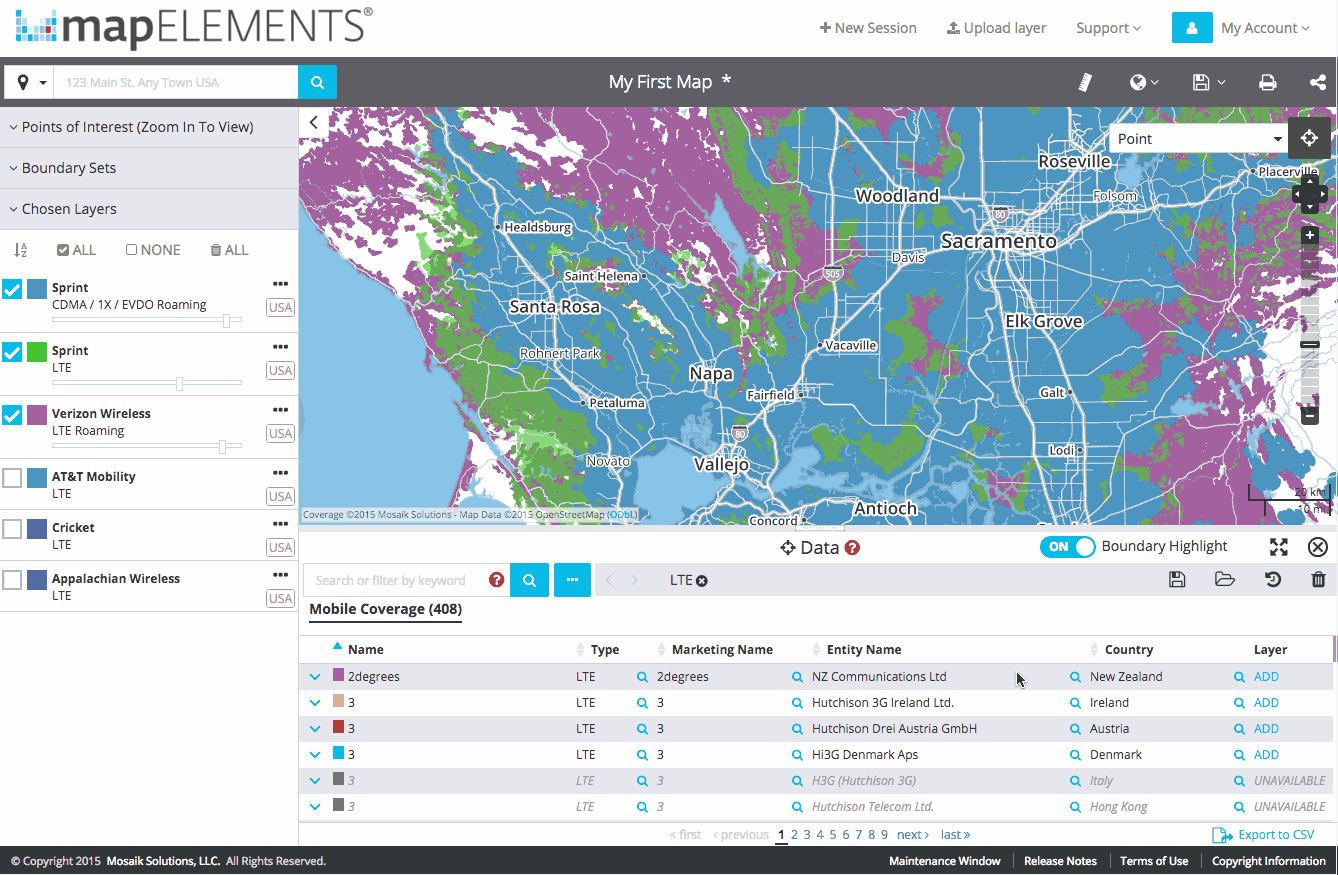 mapELEMENTS®
New Session
Upload layer
Support
My Account
123 Main St. Any Town USA
My First Map *
Points of Interest (Zoom In To View)
Boundary Sets
Chosen Layers
ALL
NONE
ALL
Sprint
CDMA / 1X / EVDO Roaming
USA
Sprint
LTE
USA
Verizon Wireless
LTE Roaming
USA
AT&T Mobility
LTE
USA
Cricket
LTE
USA
Appalachian Wireless
LTE
USA
Point
Roseville
Placerville
Woodland
Folsom
80
Healdsburg
Sacramento
Davis
Saint Helena
505
Santa Rosa
Elk Grove
Rohnert Park
Vacaville
Napa
Fairfield
Galt
Petaluma
80
Lodi
Novato
Vallejo
20 km
10 m
Antioch
Concord
Coverage ©2015 Mosaik Solutions - Map Data ©2015 OpenStreetMap (ODbL)
Data ?
ON
Boundary Highlight
Search or filter by keyword ?
LTE
Mobile Coverage (408)
Name Type Marketing Name Entity Name Country Layer
2degrees LTE 2degrees NZ Communications Ltd New Zealand ADD
3 LTE 3 Hutchison 3G Ireland Ltd. Ireland ADD
3 LTE 3 Hutchison Drei Austria GmbH Austria ADD
3 LTE 3 Hi3G Denmark Aps Denmark ADD
3 LTE 3 H3G (Hutchison 3G) Italy UNAVAILABLE
3 LTE 3 Hutchison Telecom Ltd. Hong Kong UNAVAILABLE
« first ‹ previous 1 2 3 4 5 6 7 8 9 next › last »
Export to CSV
© Copyright 2015 Mosaik Solutions, LLC. All Rights Reserved.
Maintenance Window
Release Notes
Terms of Use
Copyright Information